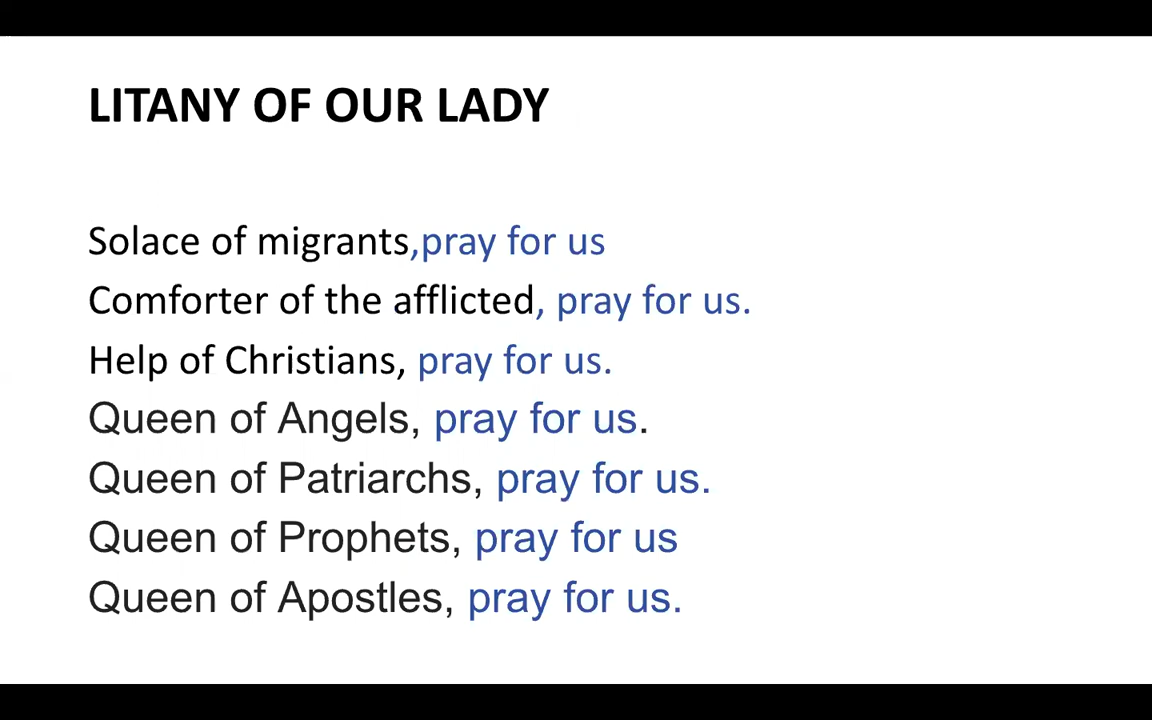 LITANY OF OUR LADY
Solace of migrants,pray for us
Comforter of the afflicted, pray for us.
Help of Christians, pray for us.
Queen of Angels, pray for us.
Queen of Patriarchs, pray for us.
Queen of Prophets, pray for us
Queen of Apostles, pray for us.